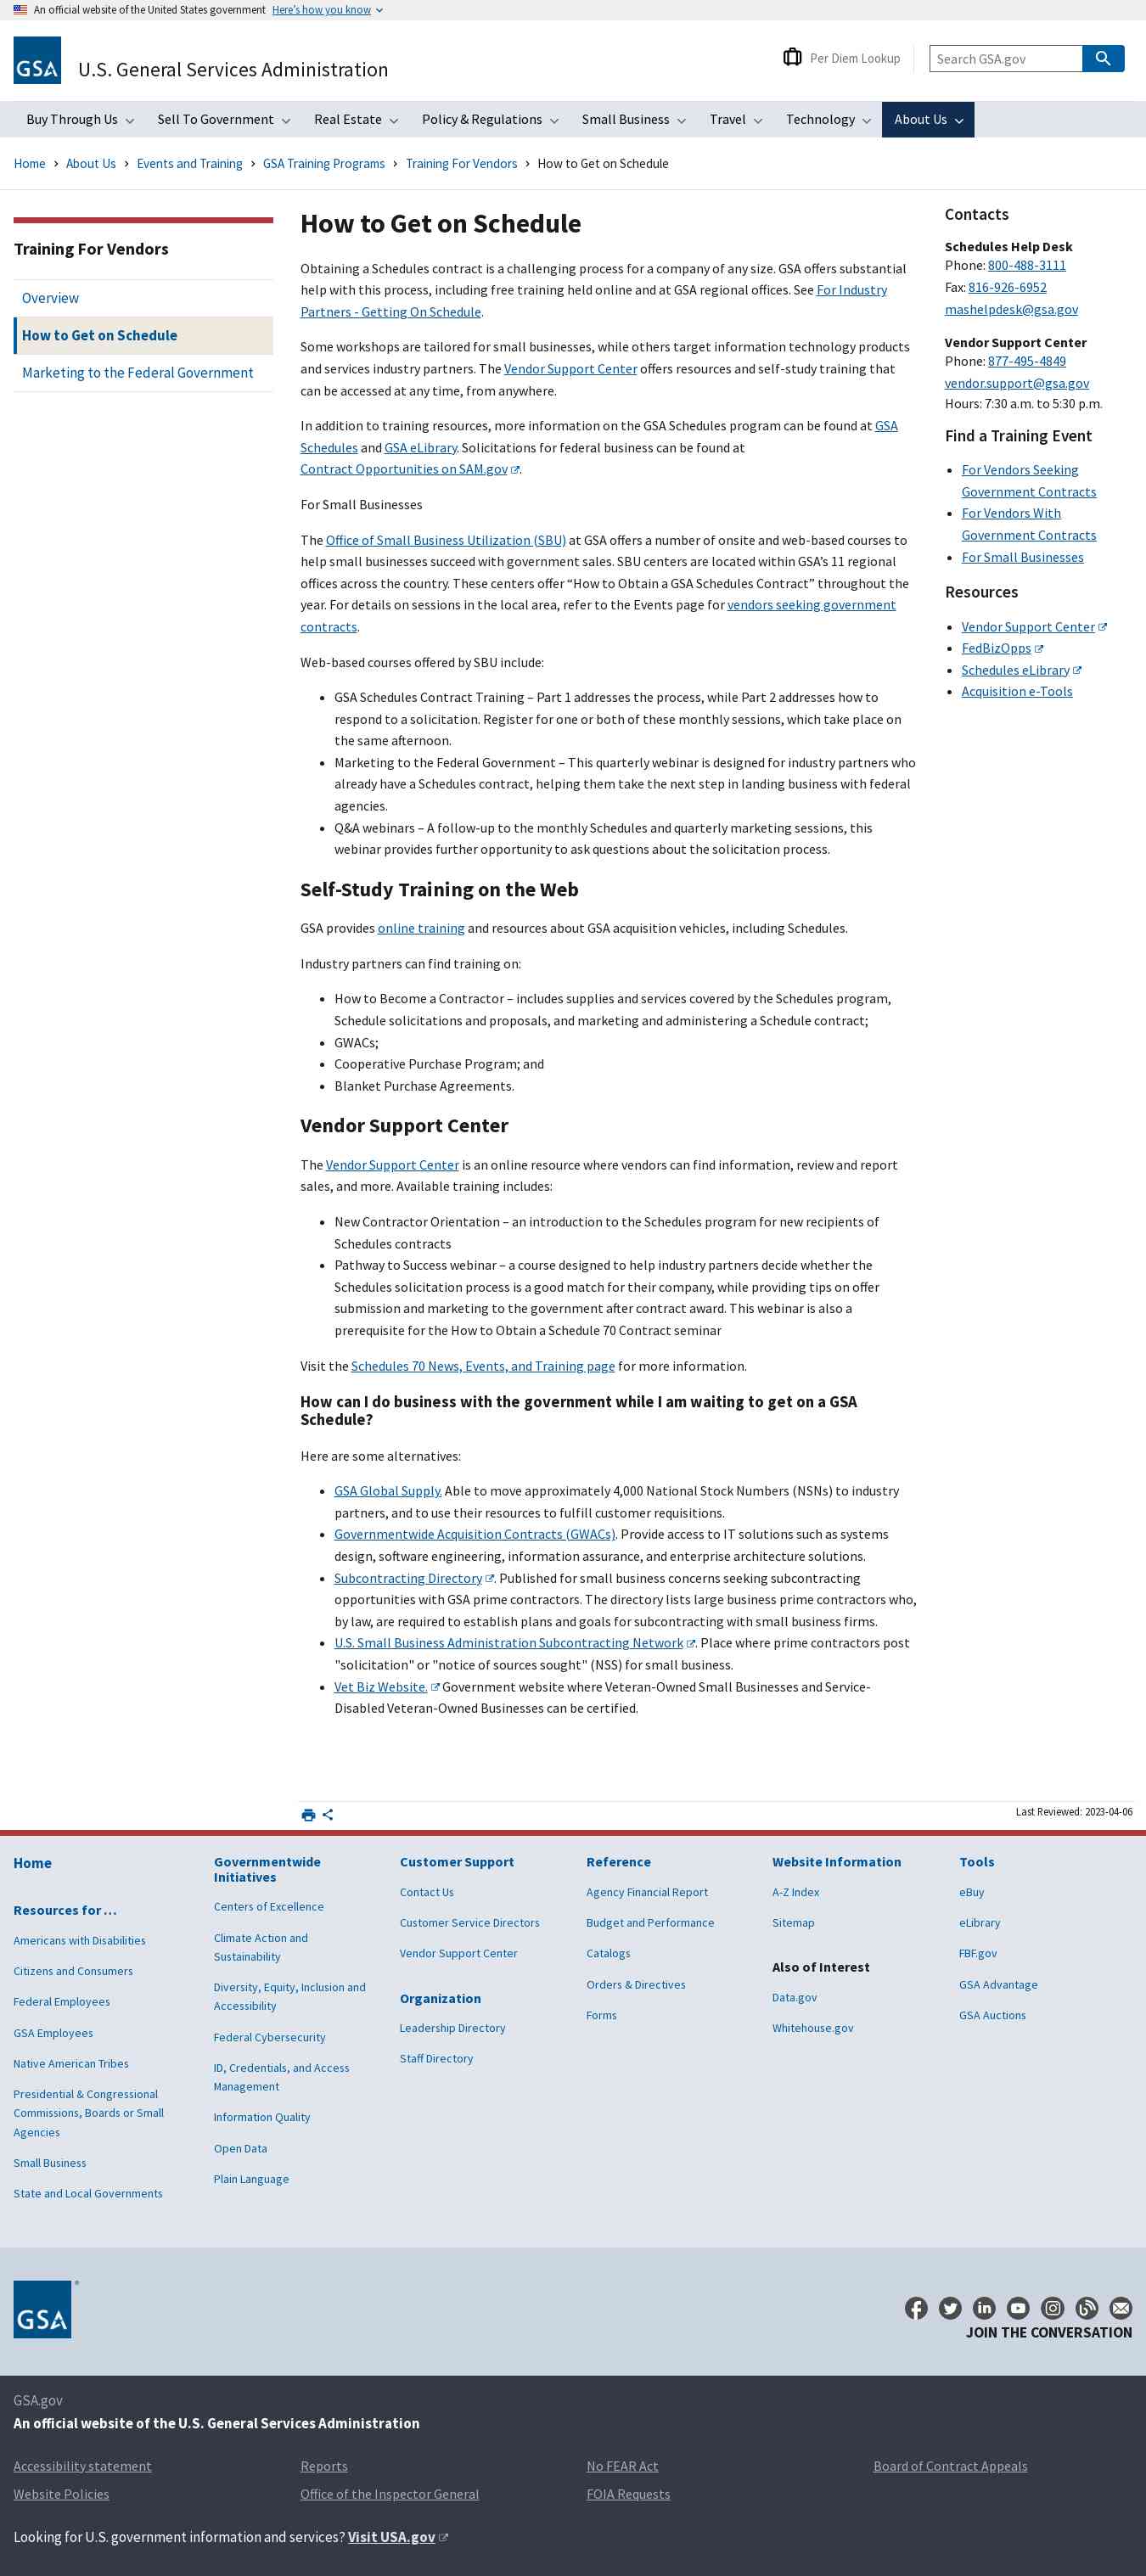 An official website of the United States government Here's how you know
GSA
U.S. General Services Administration
Per Diem Lookup
Search GSA.gov
Buy Through Us
Sell To Government
Real Estate
Policy & Regulations
Small Business
Travel
Technology
About Us
Home > About Us > Events and Training > GSA Training Programs > Training For Vendors > How to Get on Schedule
Training For Vendors
Overview
How to Get on Schedule
Marketing to the Federal Government
How to Get on Schedule
Obtaining a Schedules contract is a challenging process for a company of any size. GSA offers substantial
help with this process, including free training held online and at GSA regional offices. See For Industry
Partners - Getting On Schedule.
Some workshops are tailored for small businesses, while others target information technology products
and services industry partners. The Vendor Support Center offers resources and self-study training that
can be accessed at any time, from anywhere.
In addition to training resources, more information on the GSA Schedules program can be found at GSA
Schedules and GSA eLibrary. Solicitations for federal business can be found at
Contract Opportunities on SAM.gov.
For Small Businesses
The Office of Small Business Utilization (SBU) at GSA offers a number of onsite and web-based courses to
help small businesses succeed with government sales. SBU centers are located within GSA’s 11 regional
offices across the country. These centers offer “How to Obtain a GSA Schedules Contract” throughout the
year. For details on sessions in the local area, refer to the Events page for vendors seeking government
contracts.
Web-based courses offered by SBU include:
• GSA Schedules Contract Training – Part 1 addresses the process, while Part 2 addresses how to
respond to a solicitation. Register for one or both of these monthly sessions, which take place on
the same afternoon.
• Marketing to the Federal Government – This quarterly webinar is designed for industry partners who
already have a Schedules contract, helping them take the next step in landing business with federal
agencies.
• Q&A webinars – A follow-up to the monthly Schedules and quarterly marketing sessions, this
webinar provides further opportunity to ask questions about the solicitation process.
Self-Study Training on the Web
GSA provides online training and resources about GSA acquisition vehicles, including Schedules.
Industry partners can find training on:
• How to Become a Contractor – includes supplies and services covered by the Schedules program,
Schedule solicitations and proposals, and marketing and administering a Schedule contract;
• GWACs;
• Cooperative Purchase Program; and
• Blanket Purchase Agreements.
Vendor Support Center
The Vendor Support Center is an online resource where vendors can find information, review and report
sales, and more. Available training includes:
• New Contractor Orientation – an introduction to the Schedules program for new recipients of
Schedules contracts
• Pathway to Success webinar – a course designed to help industry partners decide whether the
Schedules solicitation process is a good match for their company, while providing tips on offer
submission and marketing to the government after contract award. This webinar is also a
prerequisite for the How to Obtain a Schedule 70 Contract seminar
Visit the Schedules 70 News, Events, and Training page for more information.
How can I do business with the government while I am waiting to get on a GSA
Schedule?
Here are some alternatives:
• GSA Global Supply. Able to move approximately 4,000 National Stock Numbers (NSNs) to industry
partners, and to use their resources to fulfill customer requisitions.
• Governmentwide Acquisition Contracts (GWACs). Provide access to IT solutions such as systems
design, software engineering, information assurance, and enterprise architecture solutions.
• Subcontracting Directory. Published for small business concerns seeking subcontracting
opportunities with GSA prime contractors. The directory lists large business prime contractors who,
by law, are required to establish plans and goals for subcontracting with small business firms.
• U.S. Small Business Administration Subcontracting Network. Place where prime contractors post
"solicitation" or "notice of sources sought" (NSS) for small business.
• Vet Biz Website. Government website where Veteran-Owned Small Businesses and Service-
Disabled Veteran-Owned Businesses can be certified.
Contacts
Schedules Help Desk
Phone: 800-488-3111
Fax: 816-926-6952
mashelpdesk@gsa.gov
Vendor Support Center
Phone: 877-495-4849
vendor.support@gsa.gov
Hours: 7:30 a.m. to 5:30 p.m.
Find a Training Event
• For Vendors Seeking
Government Contracts
• For Vendors With
Government Contracts
• For Small Businesses
Resources
• Vendor Support Center
• FedBizOpps
• Schedules eLibrary
• Acquisition e-Tools
Last Reviewed: 2023-04-06
Home
Resources for …
Americans with Disabilities
Citizens and Consumers
Federal Employees
GSA Employees
Native American Tribes
Presidential & Congressional
Commissions, Boards or Small
Agencies
Small Business
State and Local Governments
Governmentwide
Initiatives
Centers of Excellence
Climate Action and
Sustainability
Diversity, Equity, Inclusion and
Accessibility
Federal Cybersecurity
ID, Credentials, and Access
Management
Information Quality
Open Data
Plain Language
Customer Support
Contact Us
Customer Service Directors
Vendor Support Center
Organization
Leadership Directory
Staff Directory
Reference
Agency Financial Report
Budget and Performance
Catalogs
Orders & Directives
Forms
Website Information
A-Z Index
Sitemap
Also of Interest
Data.gov
Whitehouse.gov
Tools
eBuy
eLibrary
FBF.gov
GSA Advantage
GSA Auctions
GSA ®
JOIN THE CONVERSATION
GSA.gov
An official website of the U.S. General Services Administration
Accessibility statement
Reports
No FEAR Act
Board of Contract Appeals
Website Policies
Office of the Inspector General
FOIA Requests
Looking for U.S. government information and services? Visit USA.gov